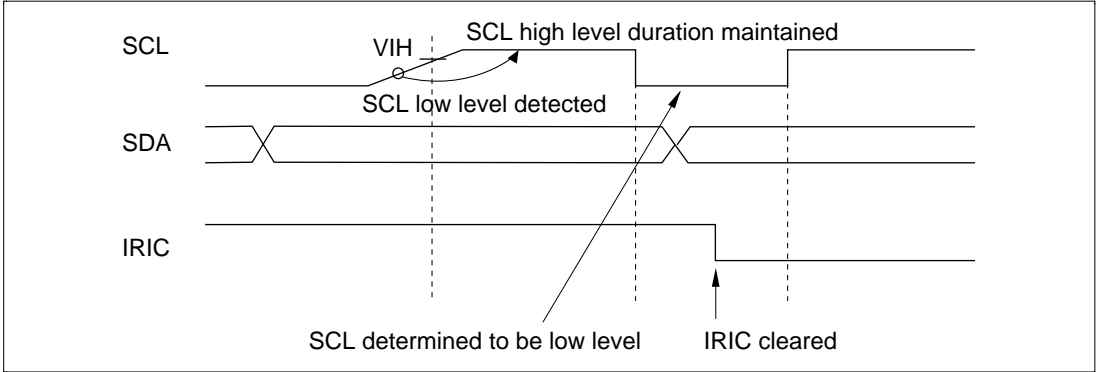 SCL
VIH
SCL high level duration maintained
SCL low level detected
SDA
IRIC
SCL determined to be low level
IRIC cleared